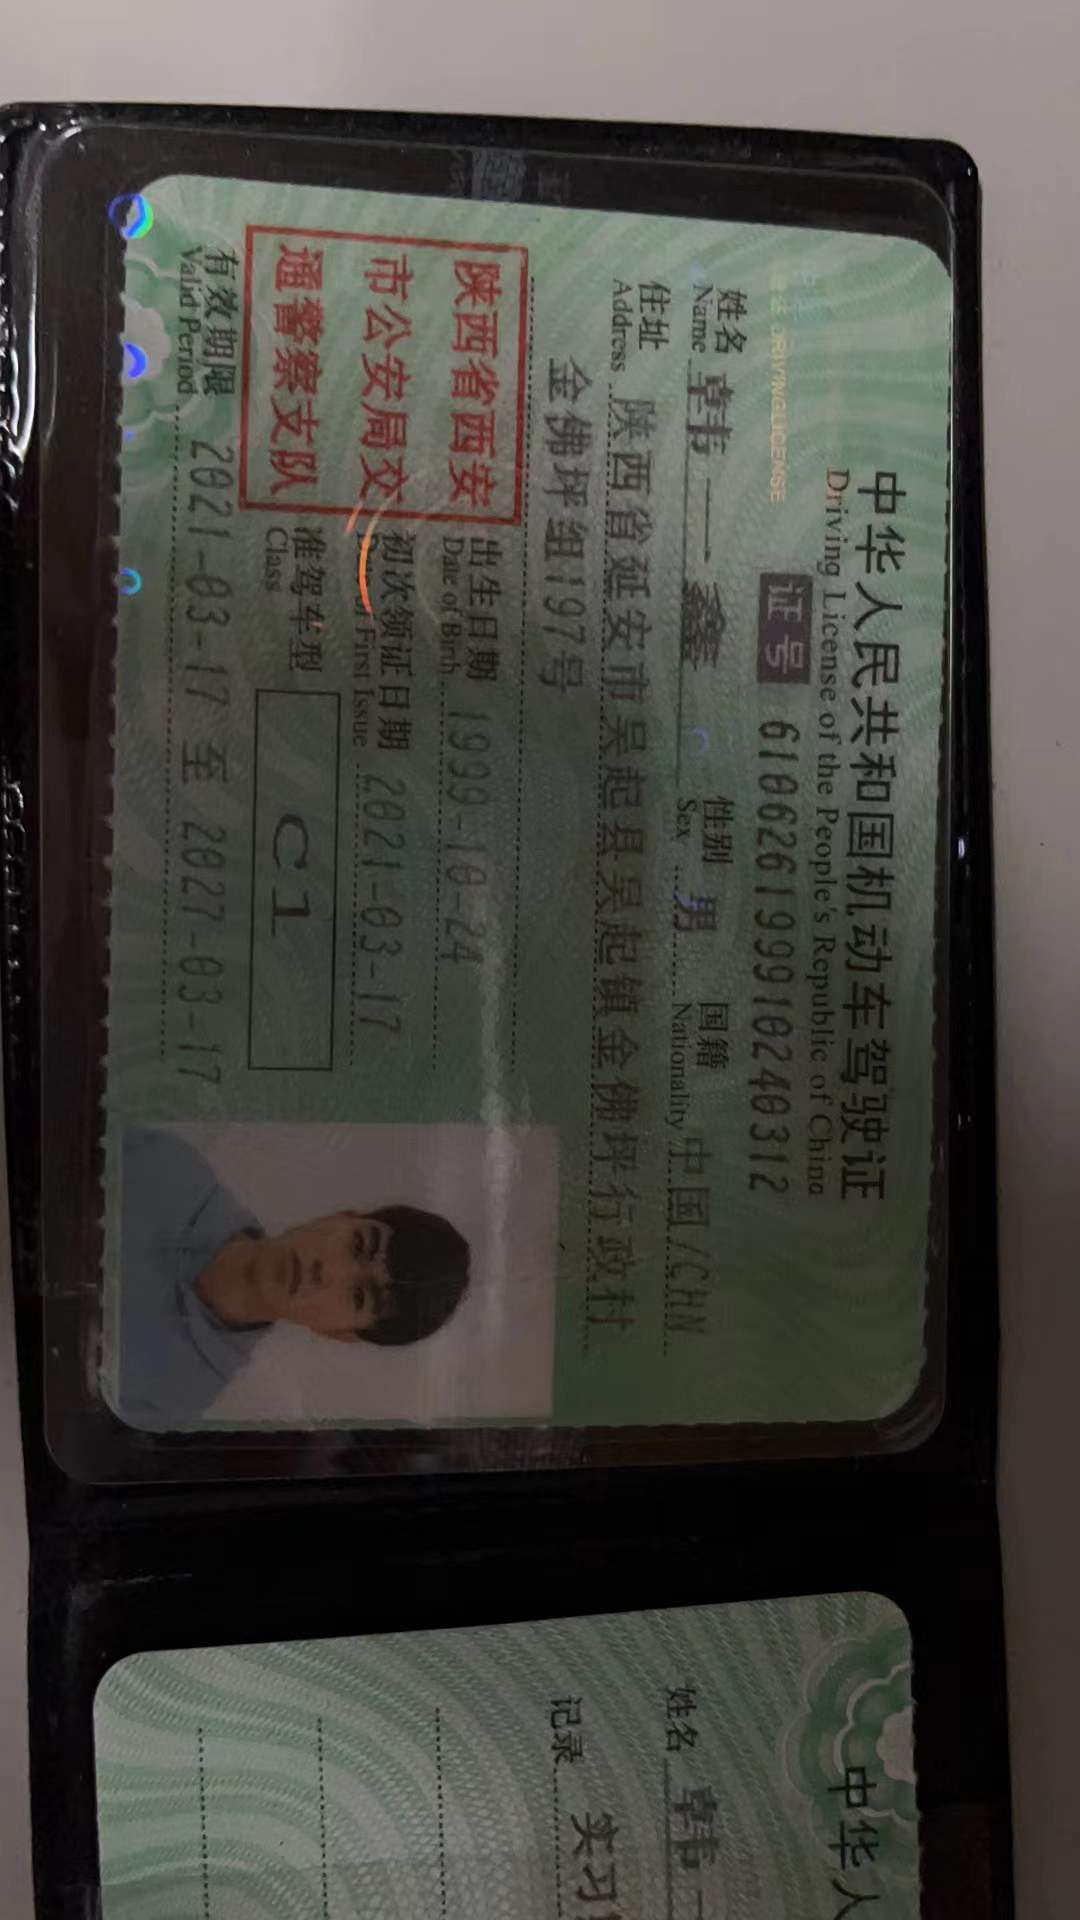 中华人民共和国机动车驾驶证
Driving License of the People's Republic of China
证号 610626199910240312
姓名 韩一鑫 性别 男 国籍 中国/CHN
Name Sex Nationality
住址 陕西省延安市吴起县吴起镇金佛坪行政村
Address
金佛坪组197号
陕西省西安
市公安局交
通警察支队
出生日期 1999-10-24
Date of Birth
初次领证日期 2021-03-17
of First Issue
准驾车型 C1
Class
有效期限 2021-03-17 至 2027-03-17
Valid Period
DRIVING LICENSE
中华人
姓名 韩
记录 实习